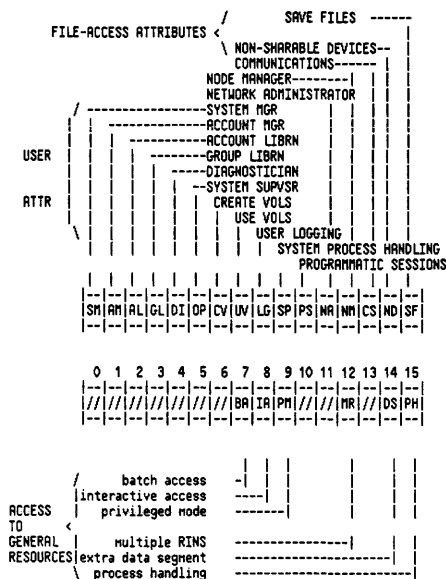 / SAVE FILES ------
FILE-ACCESS ATTRIBUTES <
\ NON-SHARABLE DEVICES--
COMMUNICATIONS----
NODE MANAGER-------
NETWORK ADMINISTRATOR
/ ---------------SYSTEM MGR
------------ACCOUNT MGR
----------ACCOUNT LIBRN
USER -------GROUP LIBRN
-----DIAGNOSTICIAN
ATTR --SYSTEM SUPVSR
CREATE VOLS
USE VOLS
\ USER LOGGING
SYSTEM PROCESS HANDLING
PROGRAMMATIC SESSIONS
|--|--|--|--|--|--|--|--|--|--|--|--|--|--|--|--|
|SM|AM|AL|GL|DI|OP|CV|UV|LG|SP|PS|NA|NM|CS|ND|SF|
|--|--|--|--|--|--|--|--|--|--|--|--|--|--|--|--|
0 1 2 3 4 5 6 7 8 9 10 11 12 13 14 15
|--|--|--|--|--|--|--|--|--|--|--|--|--|--|--|--|
|//|//|//|//|//|//|//|BA|IA|PM|//|//|MR|//|DS|PH|
|--|--|--|--|--|--|--|--|--|--|--|--|--|--|--|--|
/ batch access -|
|interactive access ---|
ACCESS | privileged mode ------|
TO <
GENERAL | Multiple RINS --------------|
RESOURCES|extra data segment -------------------|
\ process handling ----------------------|